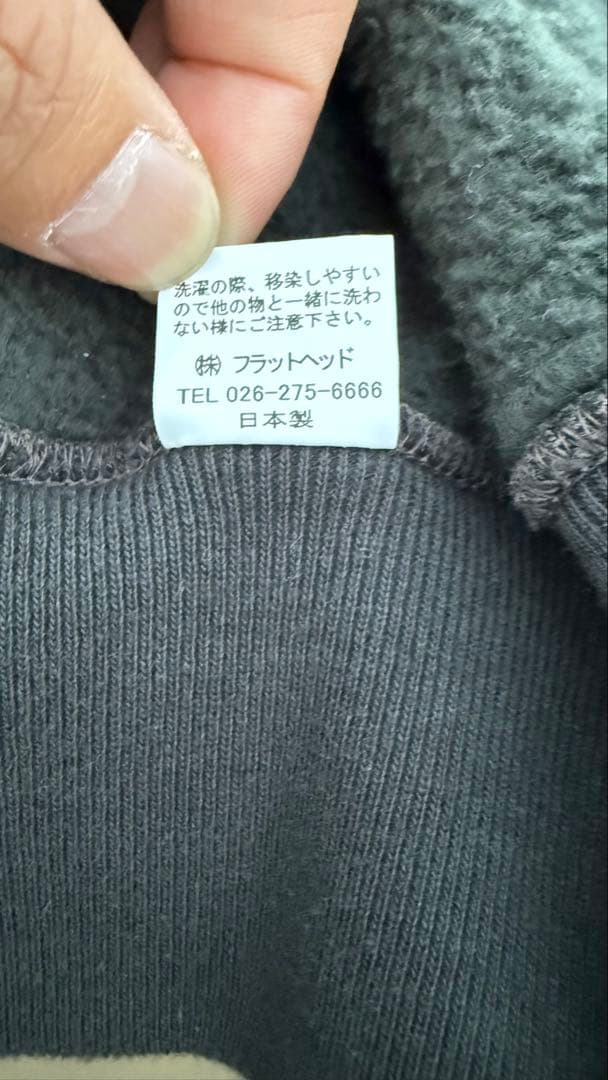 洗濯の際、移染しやすい
ので他の物と一緒に洗わ
ない様にご注意下さい。
㈱ フラットヘッド
TEL 026-275-6666
日本製